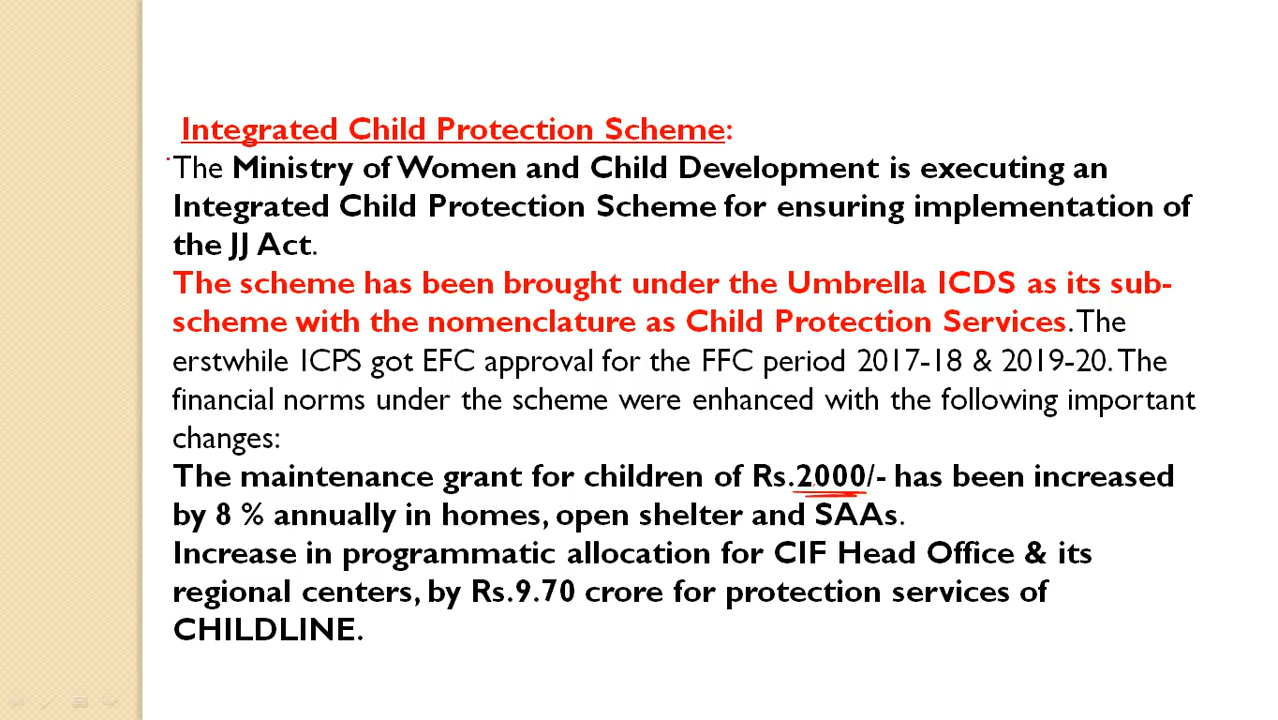 Integrated Child Protection Scheme:
The Ministry of Women and Child Development is executing an
Integrated Child Protection Scheme for ensuring implementation of
the JJ Act.
The scheme has been brought under the Umbrella ICDS as its sub-
scheme with the nomenclature as Child Protection Services. The
erstwhile ICPS got EFC approval for the FFC period 2017-18 & 2019-20. The
financial norms under the scheme were enhanced with the following important
changes:
The maintenance grant for children of Rs.2000/- has been increased
by 8 % annually in homes, open shelter and SAAs.
Increase in programmatic allocation for CIF Head Office & its
regional centers, by Rs.9.70 crore for protection services of
CHILDLINE.